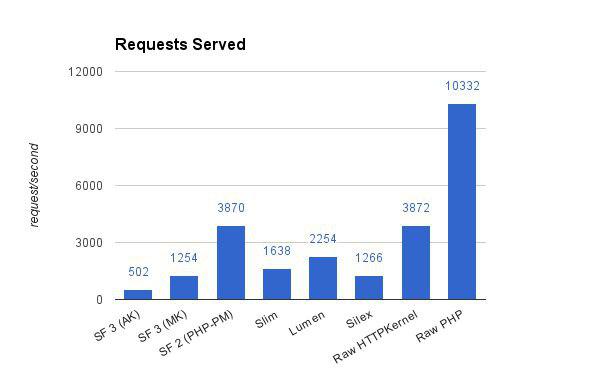 Requests Served
request/second
12000
9000
6000
3000
0
502
1254
3870
1638
2254
1266
3872
10332
SF 3 (AK)
SF 3 (MK)
SF 2 (PHP-PM)
Slim
Lumen
Silex
Raw HTTPKernel
Raw PHP